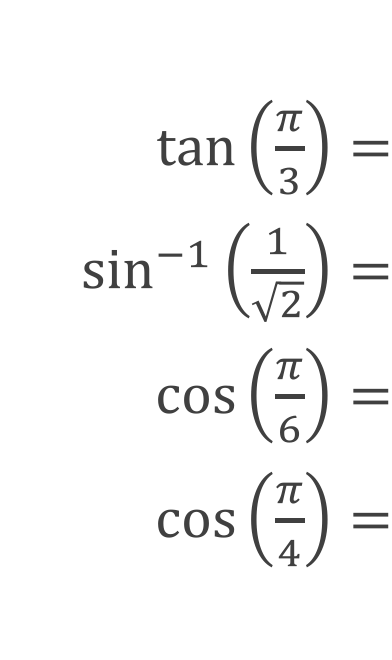 tan(π/3) =
sin⁻¹(1/√2) =
cos(π/6) =
cos(π/4) =